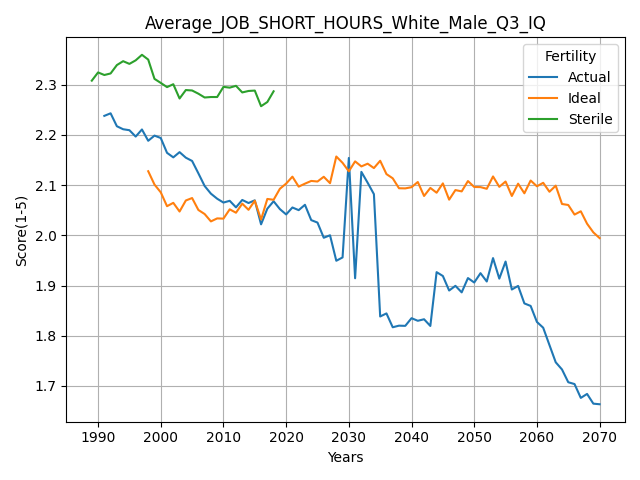 Average_JOB_SHORT_HOURS_White_Male_Q3_IQ
Fertility
Actual
Ideal
Sterile
Score(1-5)
2.3
2.2
2.1
2.0
1.9
1.8
1.7
1990 2000 2010 2020 2030 2040 2050 2060 2070
Years